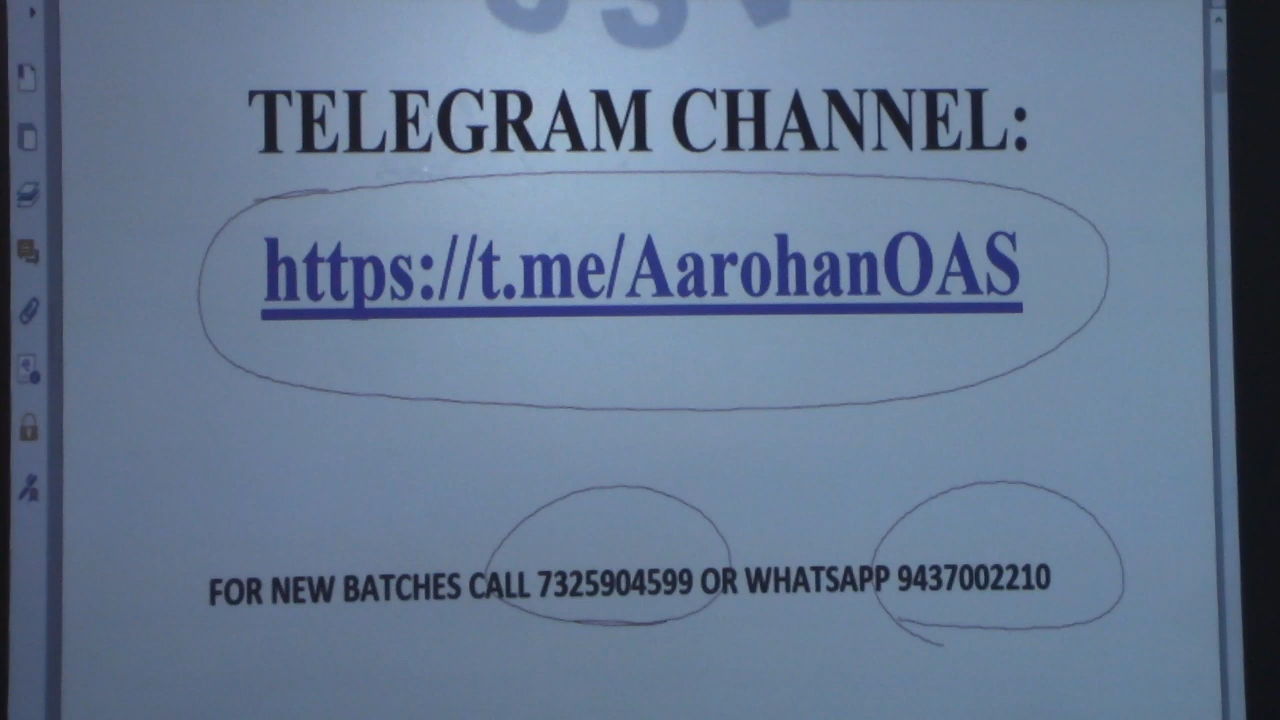 TELEGRAM CHANNEL:
https://t.me/AarohanOAS
FOR NEW BATCHES CALL 7325904599 OR WHATSAPP 9437002210